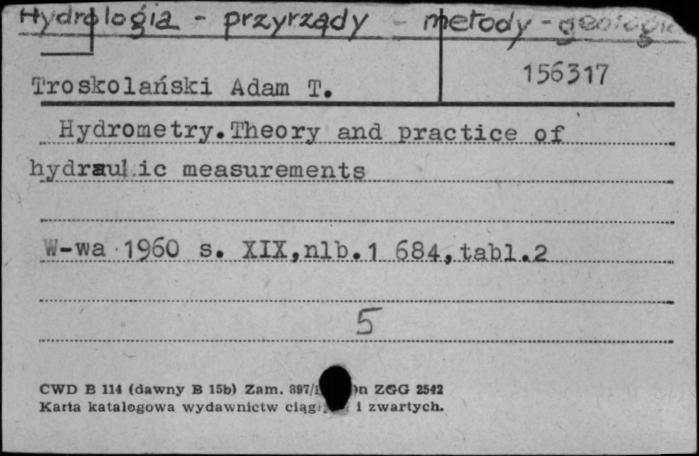 Hydrologia - przyrządy - metody - geologia
156317
Troskolański Adam T.
Hydrometry.Theory and practice of
hydraulic measurements
W-wa 1960 s. XIX,nlb.1 684,tabl.2
5
CWD B 114 (dawny B 15b) Zam. ZGG 2542
Karta katalogowa wydawnictw i zwartych.